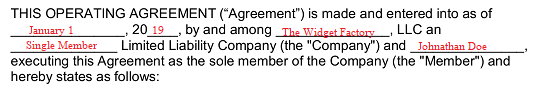 THIS OPERATING AGREEMENT (“Agreement”) is made and entered into as of
January 1, 20 19, by and among The Widget Factory, LLC an
Single Member Limited Liability Company (the "Company") and Johnathan Doe,
executing this Agreement as the sole member of the Company (the "Member") and
hereby states as follows: